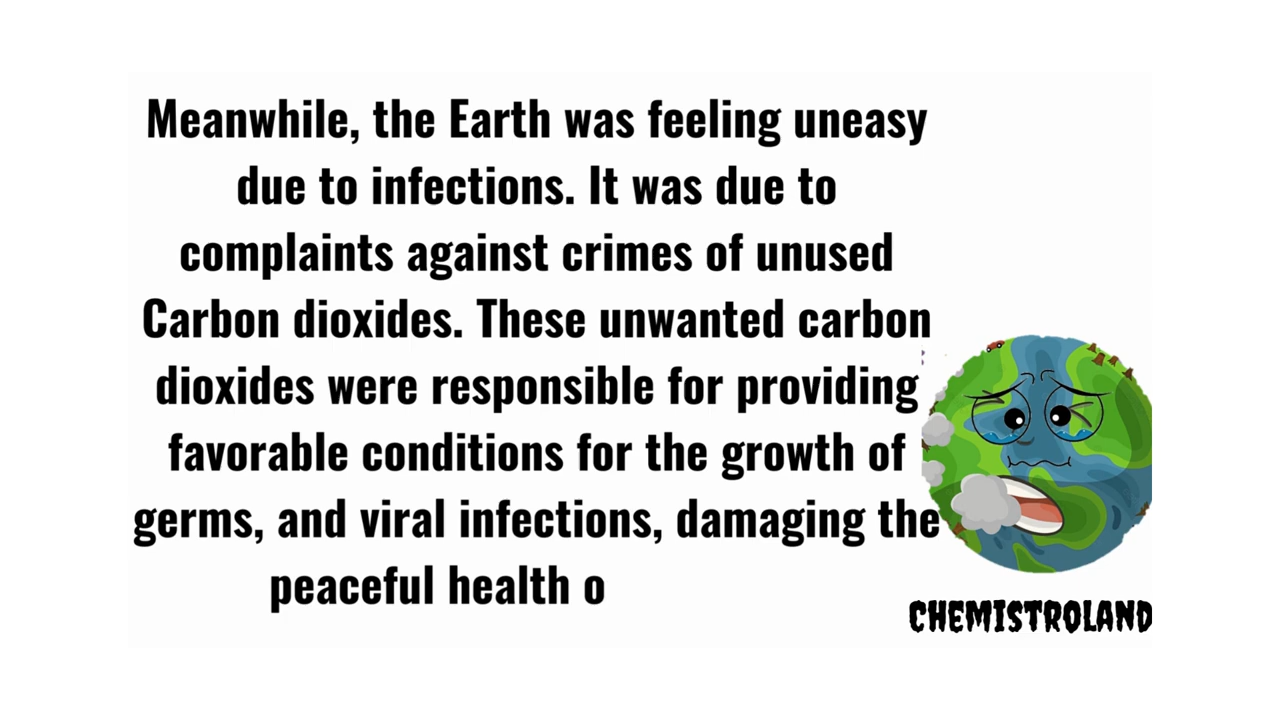 Meanwhile, the Earth was feeling uneasy
due to infections. It was due to
complaints against crimes of unused
Carbon dioxides. These unwanted carbon
dioxides were responsible for providing
favorable conditions for the growth of
germs, and viral infections, damaging the
peaceful health o
CHEMISTROLAND